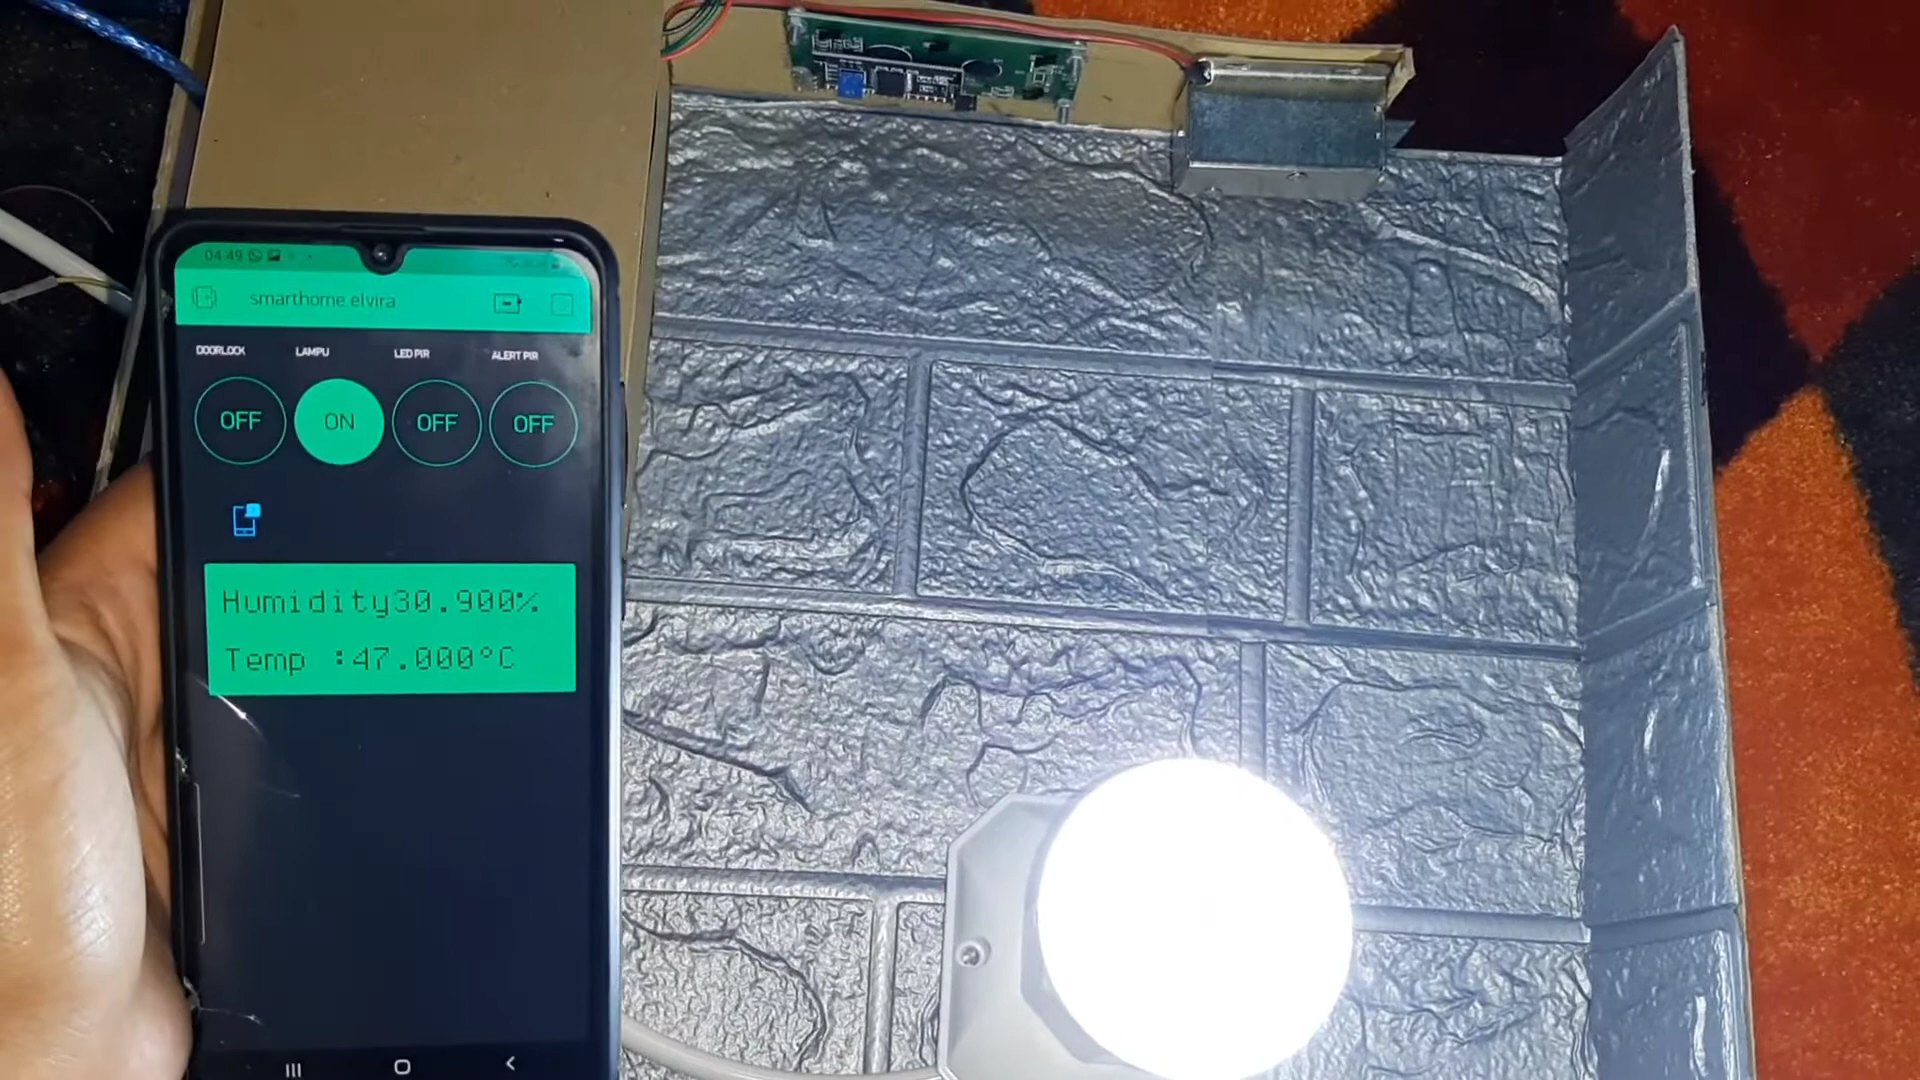 04.49
smarthome elvira
DOORLOCK LAMPU LED PIR ALERT PIR
OFF ON OFF OFF
Humidity30.900%
Temp :47.000°C